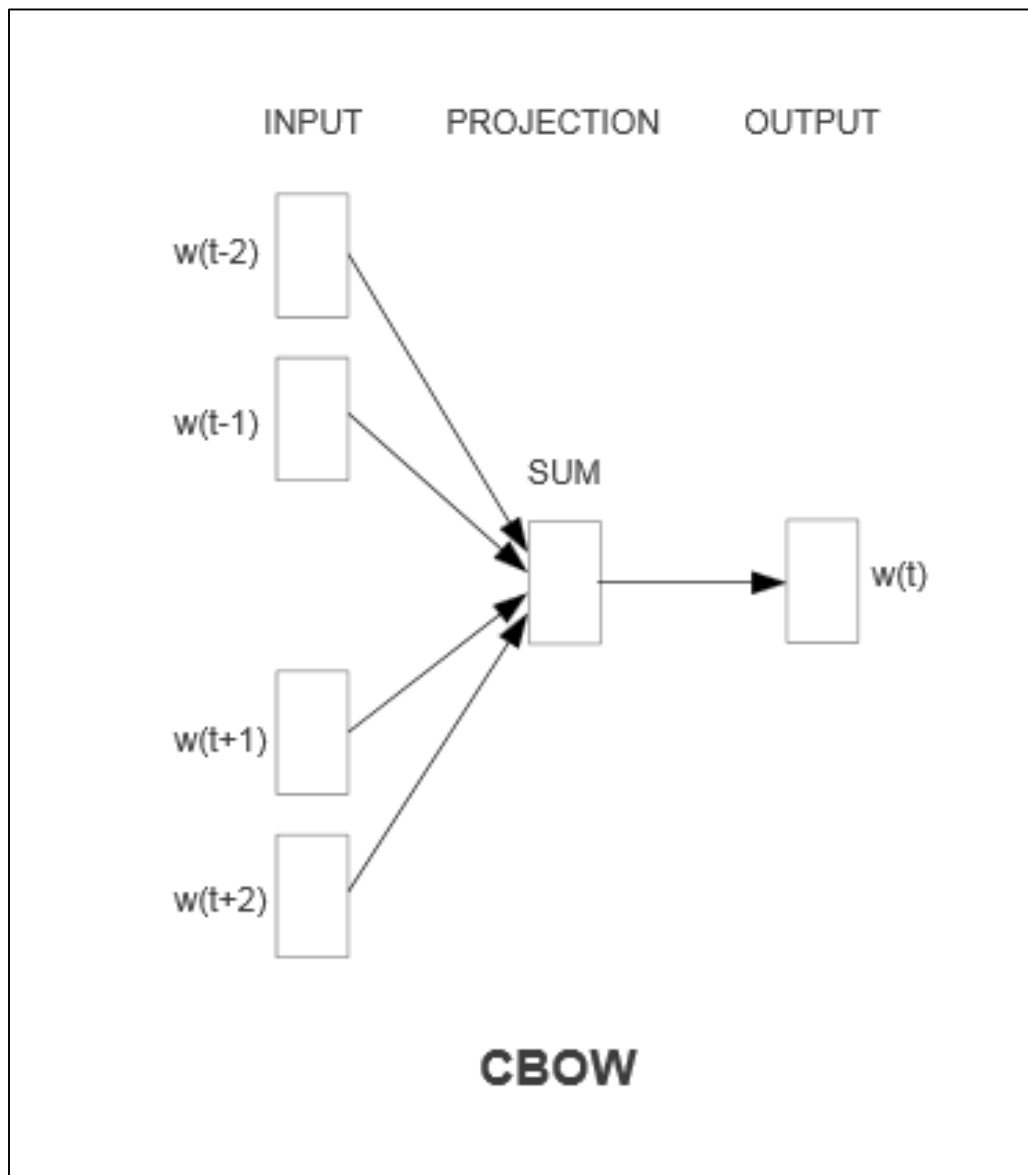 INPUT PROJECTION OUTPUT
w(t-2)
w(t-1)
SUM
w(t)
w(t+1)
w(t+2)
CBOW